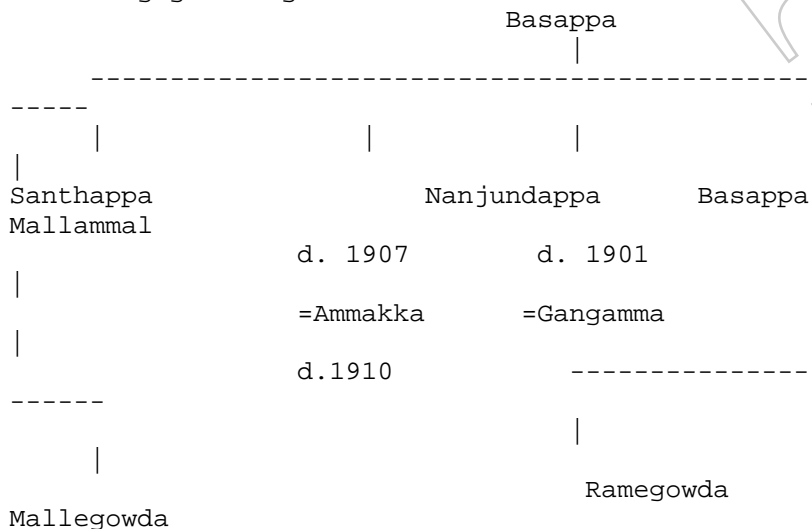 Basappa
|
---------------------------------------------
-----
| | |
|
Santhappa Nanjundappa Basappa
Mallammal
d. 1907 d. 1901
|
=Ammakka =Gangamma
|
d.1910 ---------------
------
|
|
Ramegowda
Mallegowda